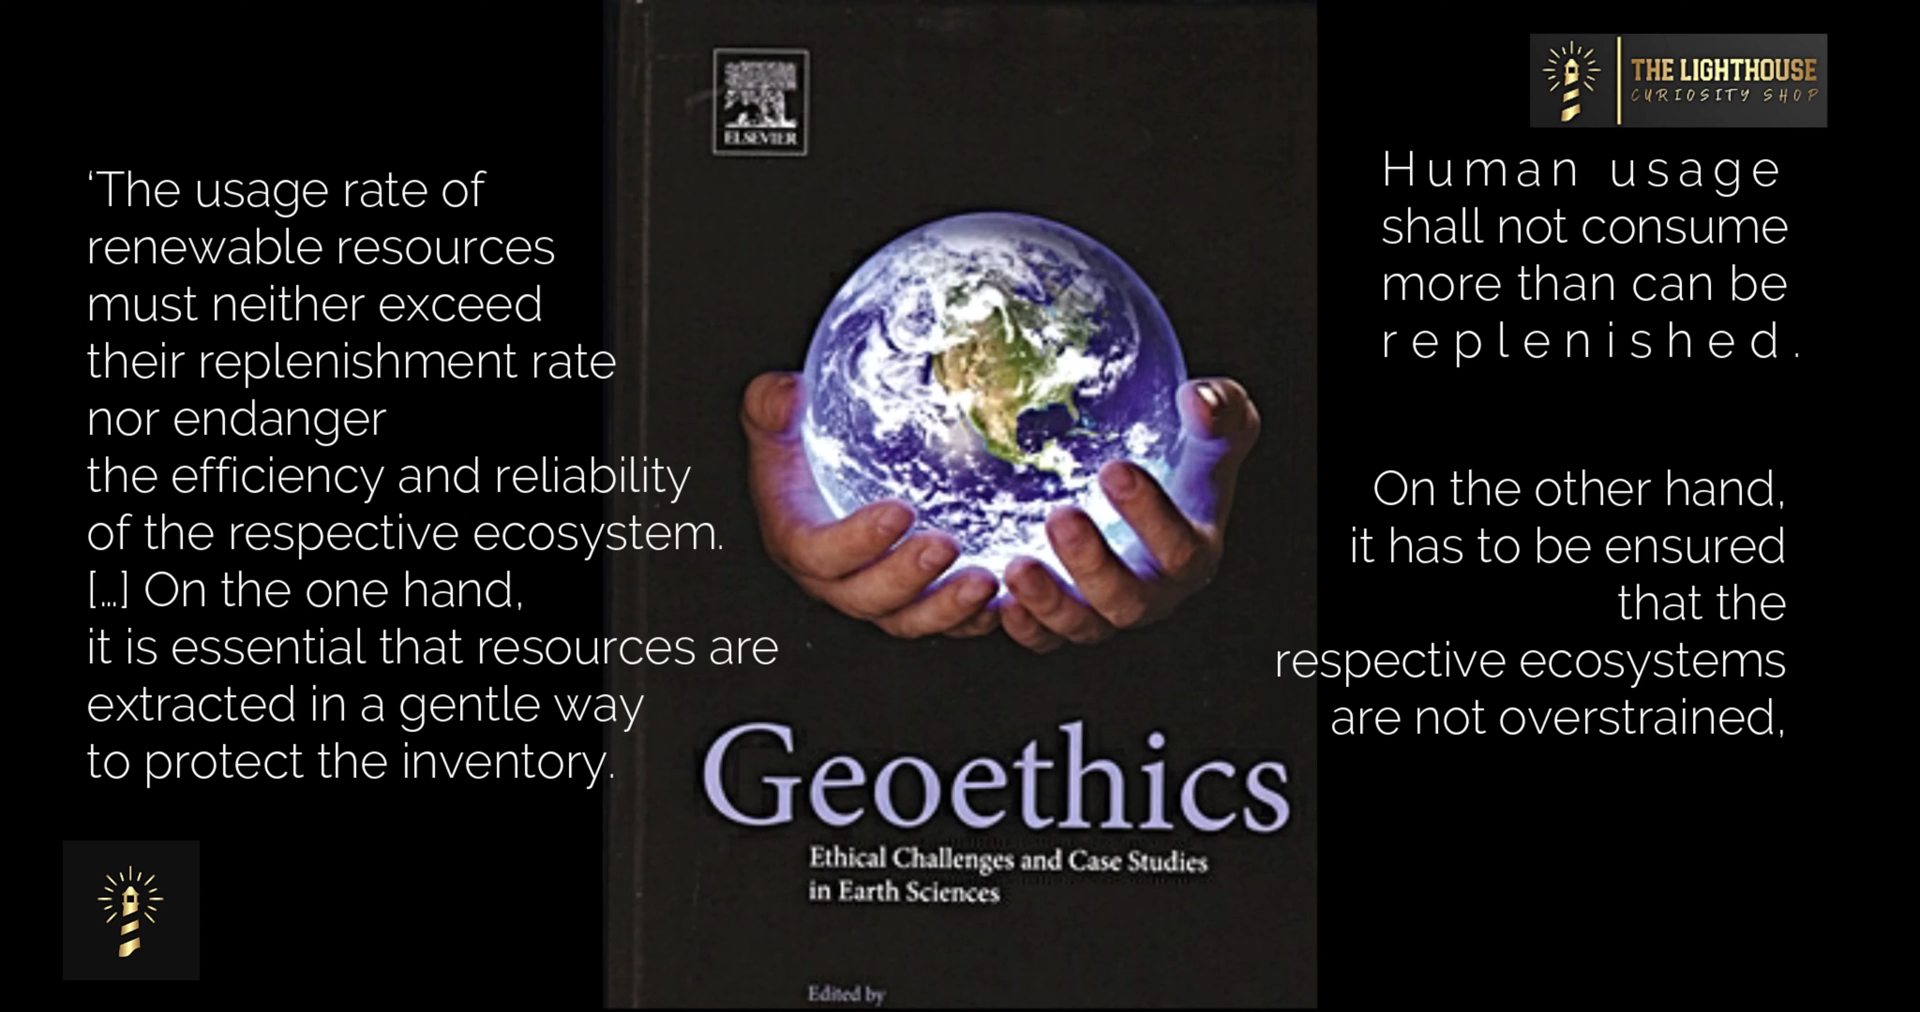 ‘The usage rate of
renewable resources
must neither exceed
their replenishment rate
nor endanger
the efficiency and reliability
of the respective ecosystem.
[...] On the one hand,
it is essential that resources are
extracted in a gentle way
to protect the inventory.
ELSEVIER
Geoethics
Ethical Challenges and Case Studies
in Earth Sciences
Edited by
THE LIGHTHOUSE
CURIOSITY SHOP
Human usage
shall not consume
more than can be
replenished.
On the other hand,
it has to be ensured
that the
respective ecosystems
are not overstrained,